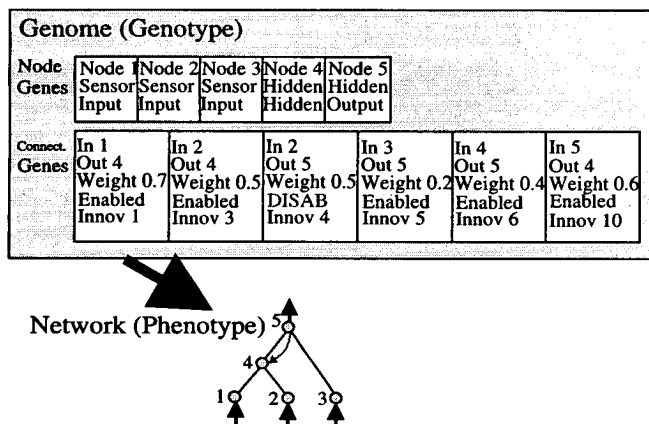 Genome (Genotype)
Node Genes
Node 1 Sensor Input
Node 2 Sensor Input
Node 3 Sensor Input
Node 4 Hidden Hidden
Node 5 Hidden Output
Connect. Genes
In 1
Out 4
Weight 0.7
Enabled
Innov 1
In 2
Out 4
Weight 0.5
Enabled
Innov 3
In 2
Out 5
Weight 0.5
DISAB
Innov 4
In 3
Out 5
Weight 0.2
Enabled
Innov 5
In 4
Out 5
Weight 0.4
Enabled
Innov 6
In 5
Out 4
Weight 0.6
Enabled
Innov 10
Network (Phenotype)
5
4
1
2
3